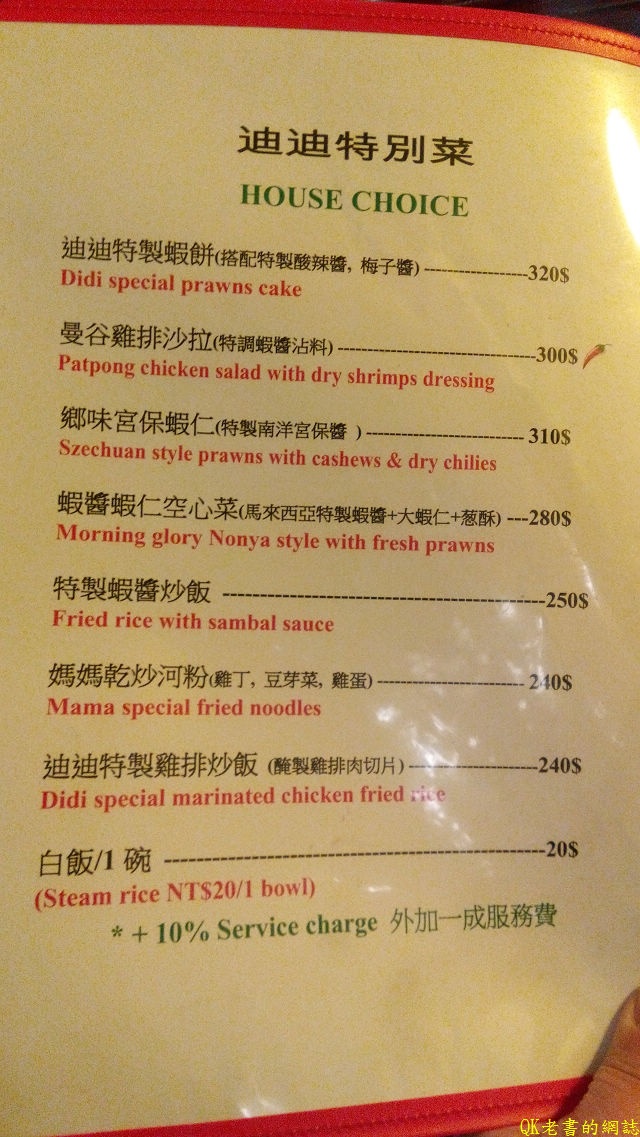 迪迪特別菜
HOUSE CHOICE
迪迪特製蝦餅(搭配特製酸辣醬, 梅子醬) ------------------320$
Didi special prawns cake
曼谷雞排沙拉(特調蝦醬沾料) ----------------------------------300$
Patpong chicken salad with dry shrimps dressing
鄉味宮保蝦仁(特製南洋宮保醬 ) --------------------------- 310$
Szechuan style prawns with cashews & dry chilies
蝦醬蝦仁空心菜(馬來西亞特製蝦醬+大蝦仁+蔥酥) ---280$
Morning glory Nonya style with fresh prawns
特製蝦醬炒飯 --------------------------------------------250$
Fried rice with sambal sauce
媽媽乾炒河粉(雞丁, 豆芽菜, 雞蛋) ------------------------- 240$
Mama special fried noodles
迪迪特製雞排炒飯 (醃製雞排肉切片) ----------------------240$
Didi special marinated chicken fried rice
白飯/1 碗 ----------------------------------------------------20$
(Steam rice NT$20/1 bowl)
* + 10% Service charge 外加一成服務費
QK老書的網誌